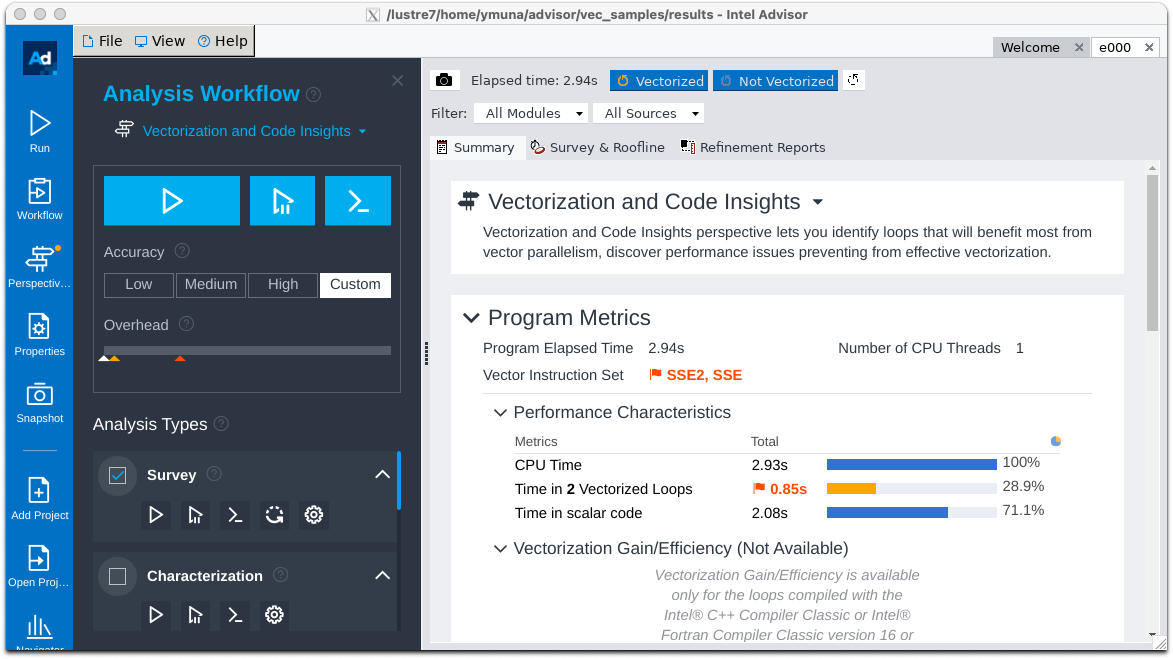 /lustre7/home/ymuna/advisor/vec_samples/results - Intel Advisor
File View Help
Welcome e000
Ad
Run
Workflow
Perspectiv...
Properties
Snapshot
Add Project
Open Proj...
Navigator
Analysis Workflow
Vectorization and Code Insights
Accuracy
Low Medium High Custom
Overhead
Analysis Types
Survey
Characterization
Elapsed time: 2.94s Vectorized Not Vectorized
Filter: All Modules All Sources
Summary Survey & Roofline Refinement Reports
Vectorization and Code Insights
Vectorization and Code Insights perspective lets you identify loops that will benefit most from
vector parallelism, discover performance issues preventing from effective vectorization.
Program Metrics
Program Elapsed Time 2.94s Number of CPU Threads 1
Vector Instruction Set SSE2, SSE
Performance Characteristics
Metrics Total
CPU Time 2.93s 100%
Time in 2 Vectorized Loops 0.85s 28.9%
Time in scalar code 2.08s 71.1%
Vectorization Gain/Efficiency (Not Available)
Vectorization Gain/Efficiency is available
only for the loops compiled with the
Intel® C++ Compiler Classic or Intel®
Fortran Compiler Classic version 16 or